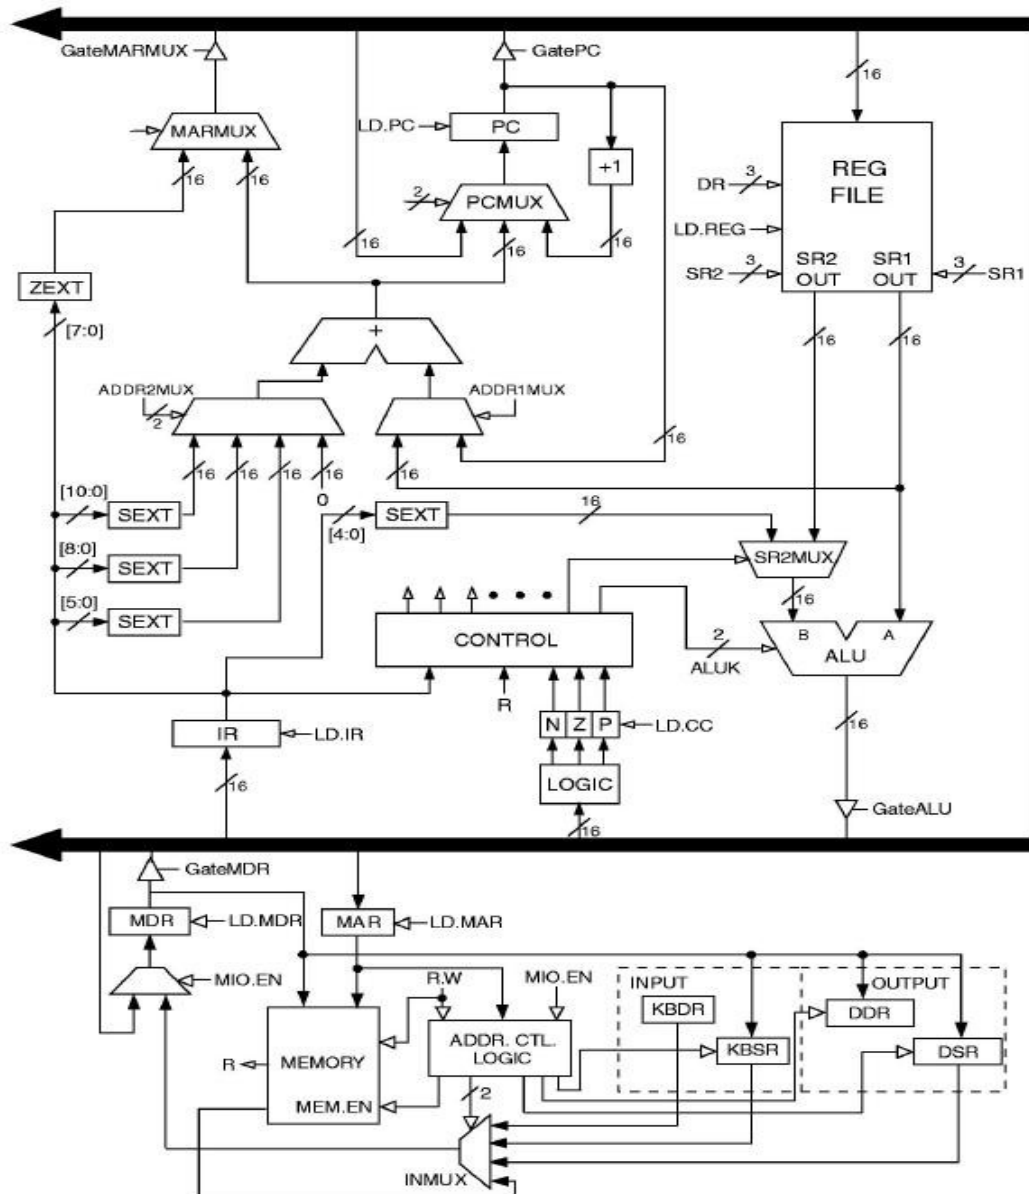 GateMARMUX
GatePC
16
MARMUX
LD.PC
PC
+1
REG
FILE
DR
3
LD.REG
16
16
2
PCMUX
16
16
16
SR2
3
SR2
OUT
SR1
OUT
3
SR1
ZEXT
[7:0]
+
16
16
ADDR2MUX
2
ADDR1MUX
16
16
16
16
16
0
16
[10:0]
SEXT
[4:0]
SEXT
16
[8:0]
SEXT
SR2MUX
16
[5:0]
SEXT
CONTROL
2
ALUK
B
A
ALU
R
N
Z
P
LD.CC
IR
LD.IR
16
LOGIC
16
16
GateALU
GateMDR
MDR
LD.MDR
MAR
LD.MAR
MIO.EN
R.W
MIO.EN
INPUT
OUTPUT
KBDR
DDR
R
MEMORY
ADDR. CTL.
LOGIC
KBSR
DSR
MEM.EN
2
INMUX